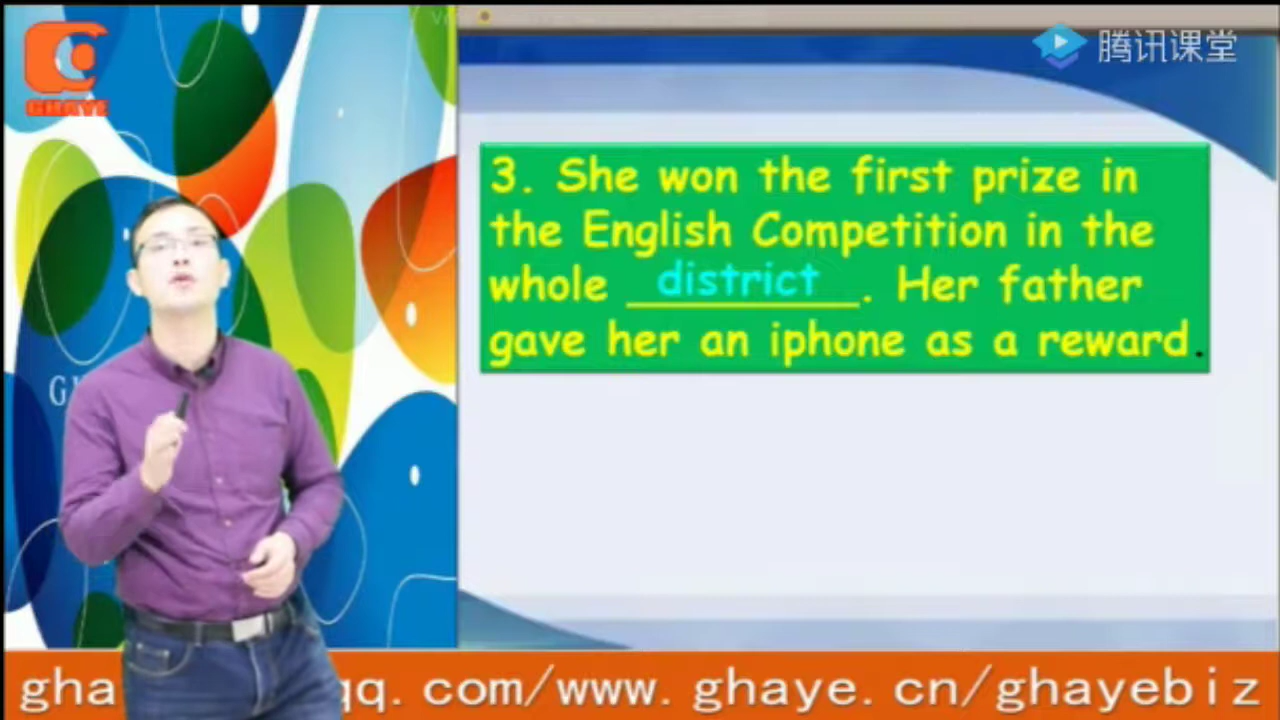 GHAYE
腾讯课堂
3. She won the first prize in
the English Competition in the
whole district. Her father
gave her an iphone as a reward.
G
gha
qq. com/www. ghaye. cn/ghayebiz